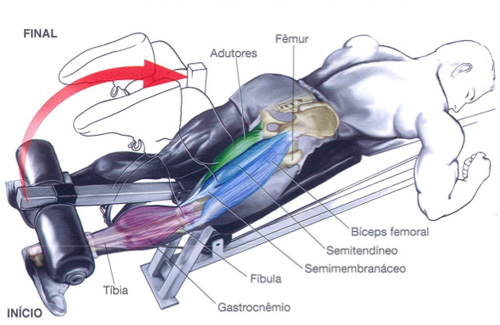 FINAL
Fêmur
Adutores
Bíceps femoral
Semitendíneo
Semimembranáceo
Fíbula
Tíbia
Gastrocnêmio
INÍCIO